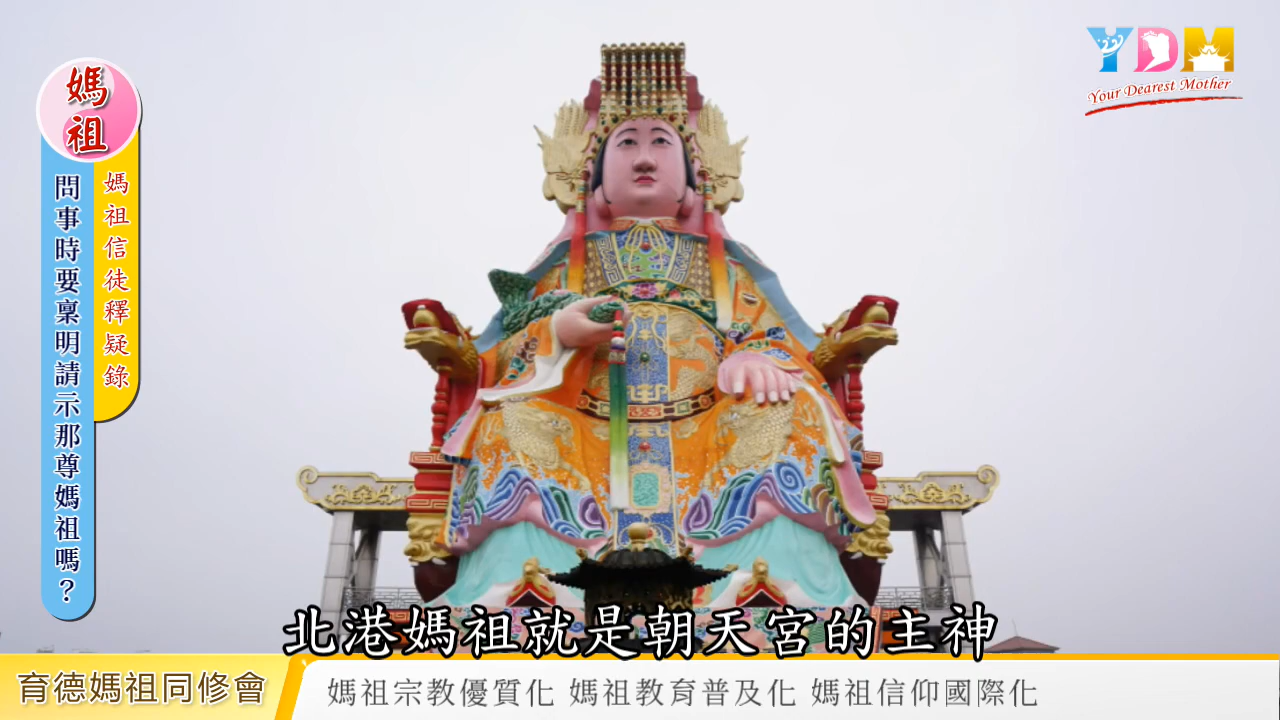 YDM
Your Dearest Mother
媽祖
媽祖信徒釋疑錄
問事時要稟明請示那尊媽祖嗎?
北港媽祖就是朝天宮的主神
育德媽祖同修會
媽祖宗教優質化 媽祖教育普及化 媽祖信仰國際化